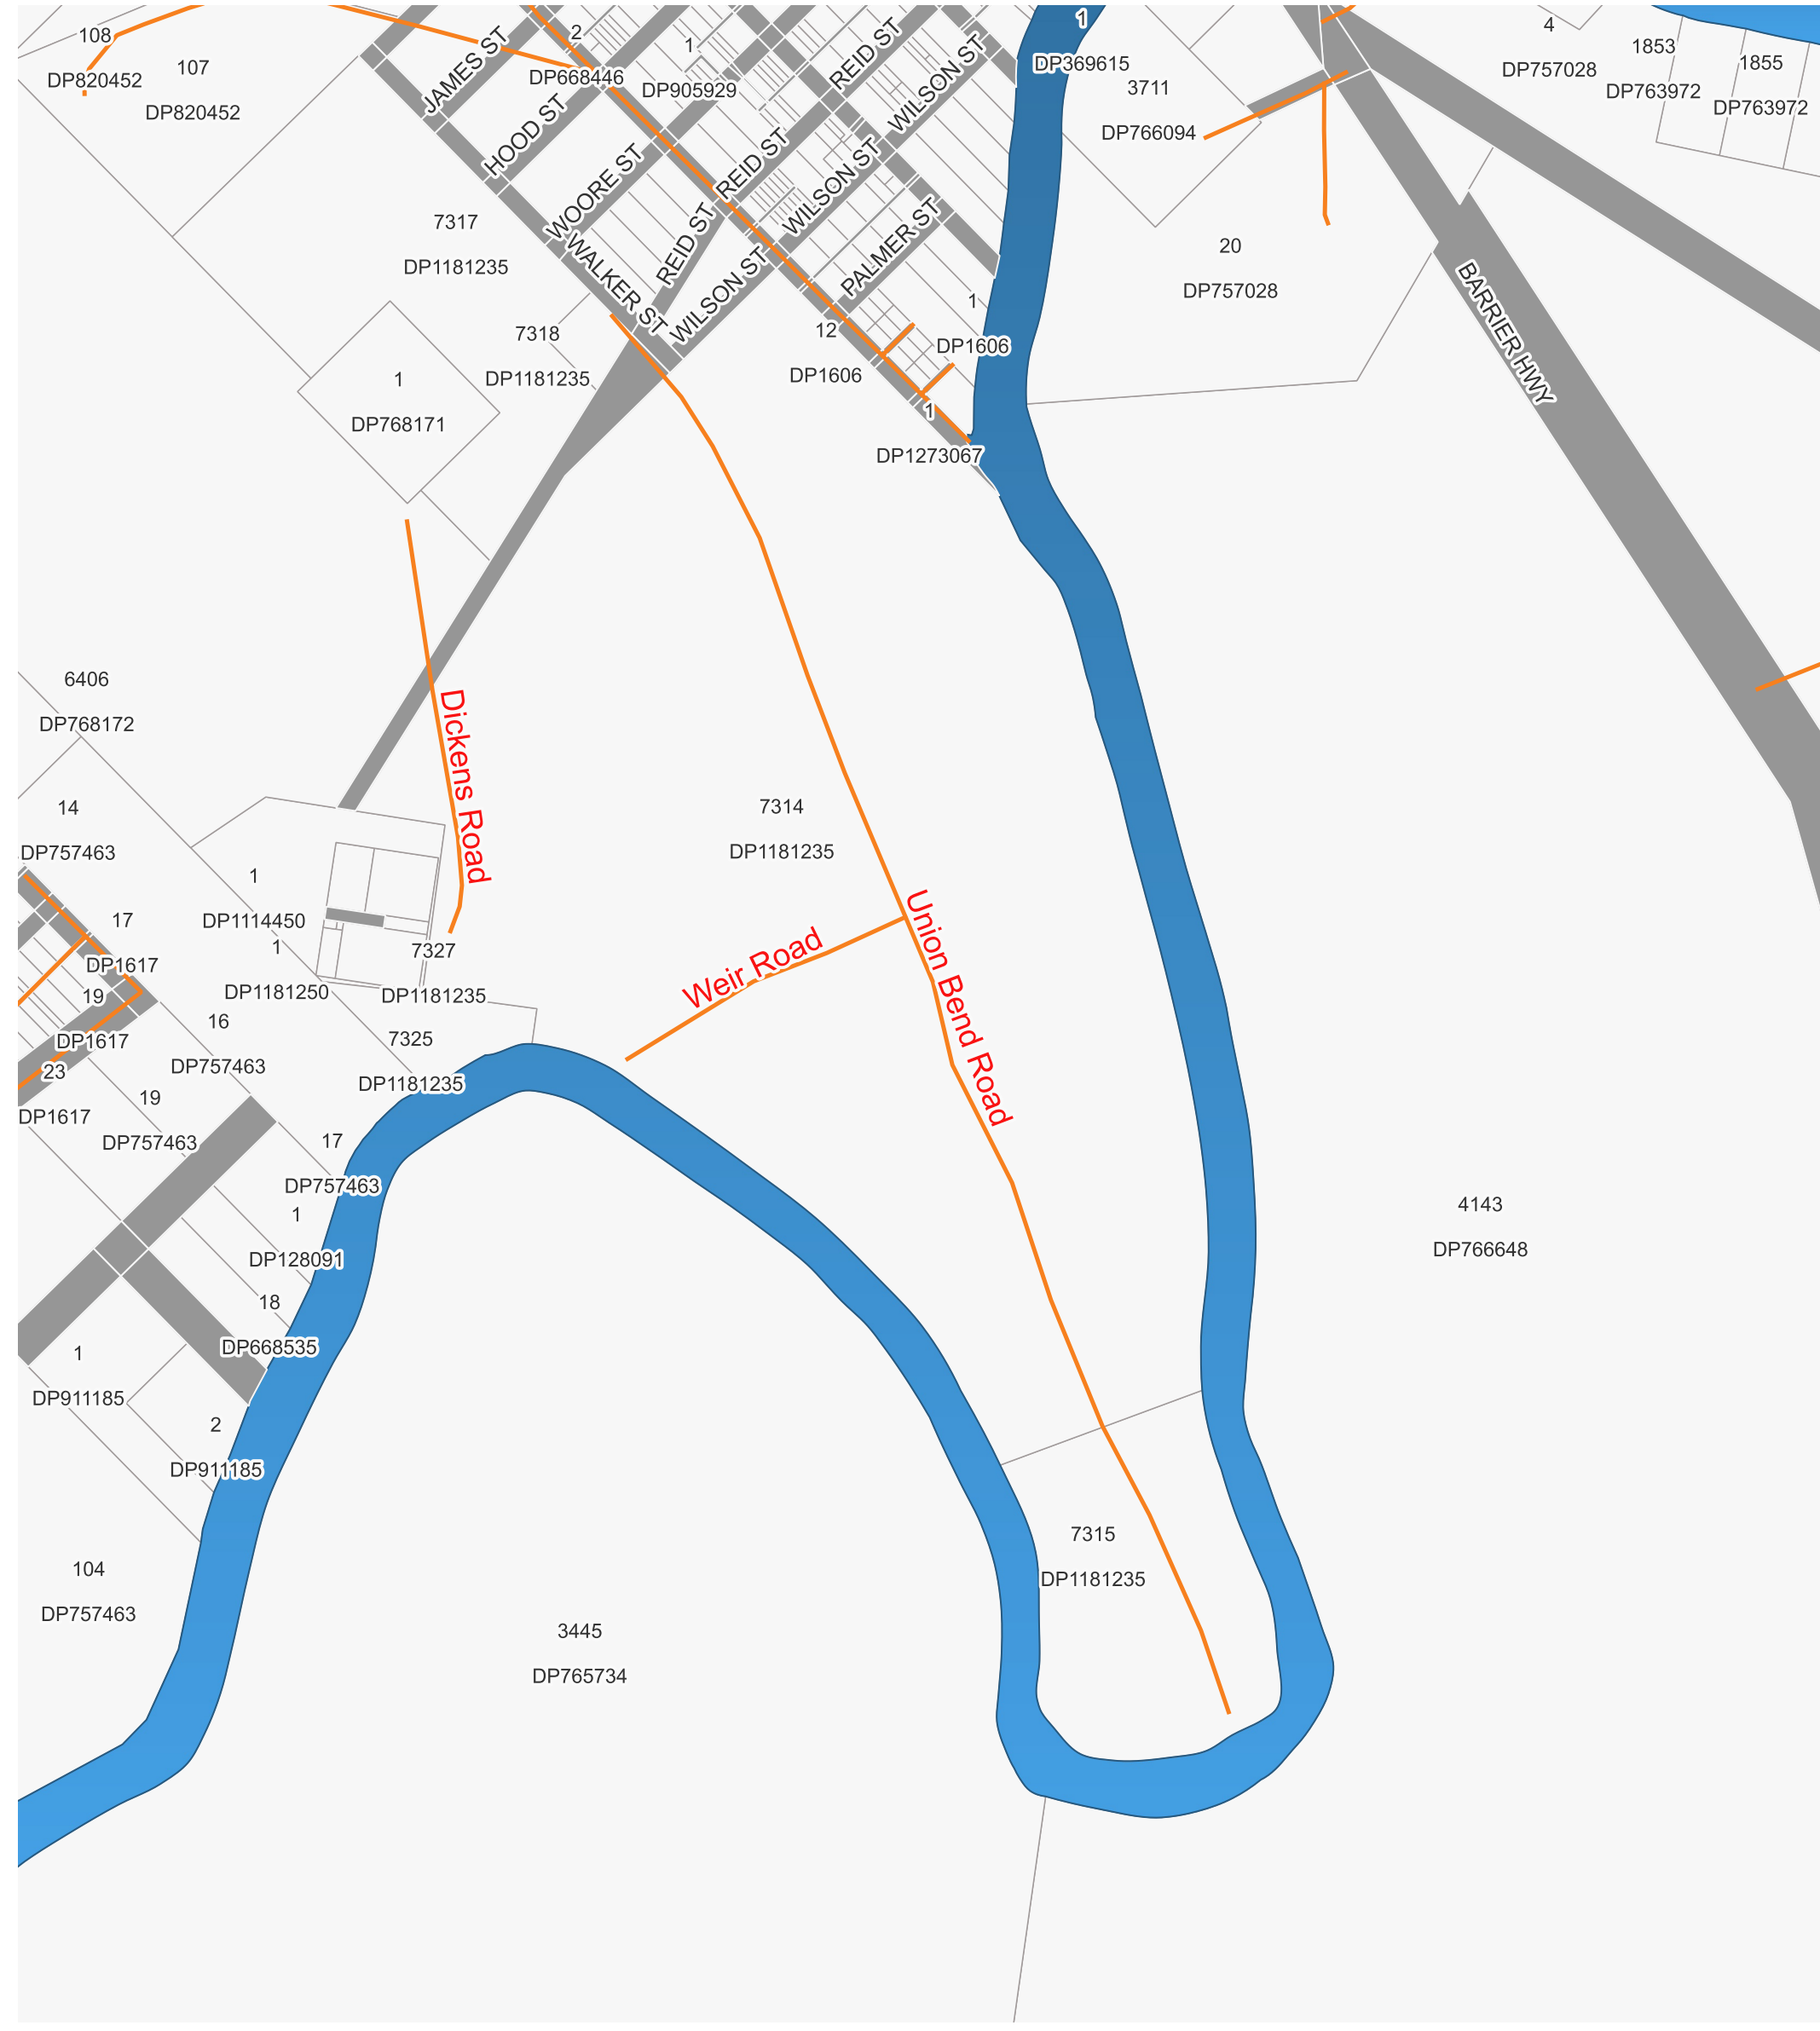 108
DP820452
107
DP820452
JAMES ST
2
DP668446
1
DP905929
REID ST
WILSON ST
1
DP369615
3711
DP766094
4
DP757028
1853
DP763972
1855
DP763972
HOOD ST
WOORE ST
REID ST
WILSON ST
7317
DP1181235
WALKER ST
REID ST
WILSON ST
PALMER ST
20
DP757028
BARRIER HWY
7318
DP1181235
12
DP1606
1
DP1606
1
DP768171
1
DP1273067
6406
DP768172
Dickens Road
14
DP757463
7314
DP1181235
1
DP1114450
17
DP1617
1
DP1181250
7327
DP1181235
Weir Road
Union Bend Road
19
DP1617
16
DP757463
7325
DP1181235
23
DP1617
19
DP757463
17
DP757463
1
DP128091
4143
DP766648
18
DP668535
1
DP911185
2
DP911185
7315
DP1181235
104
DP757463
3445
DP765734